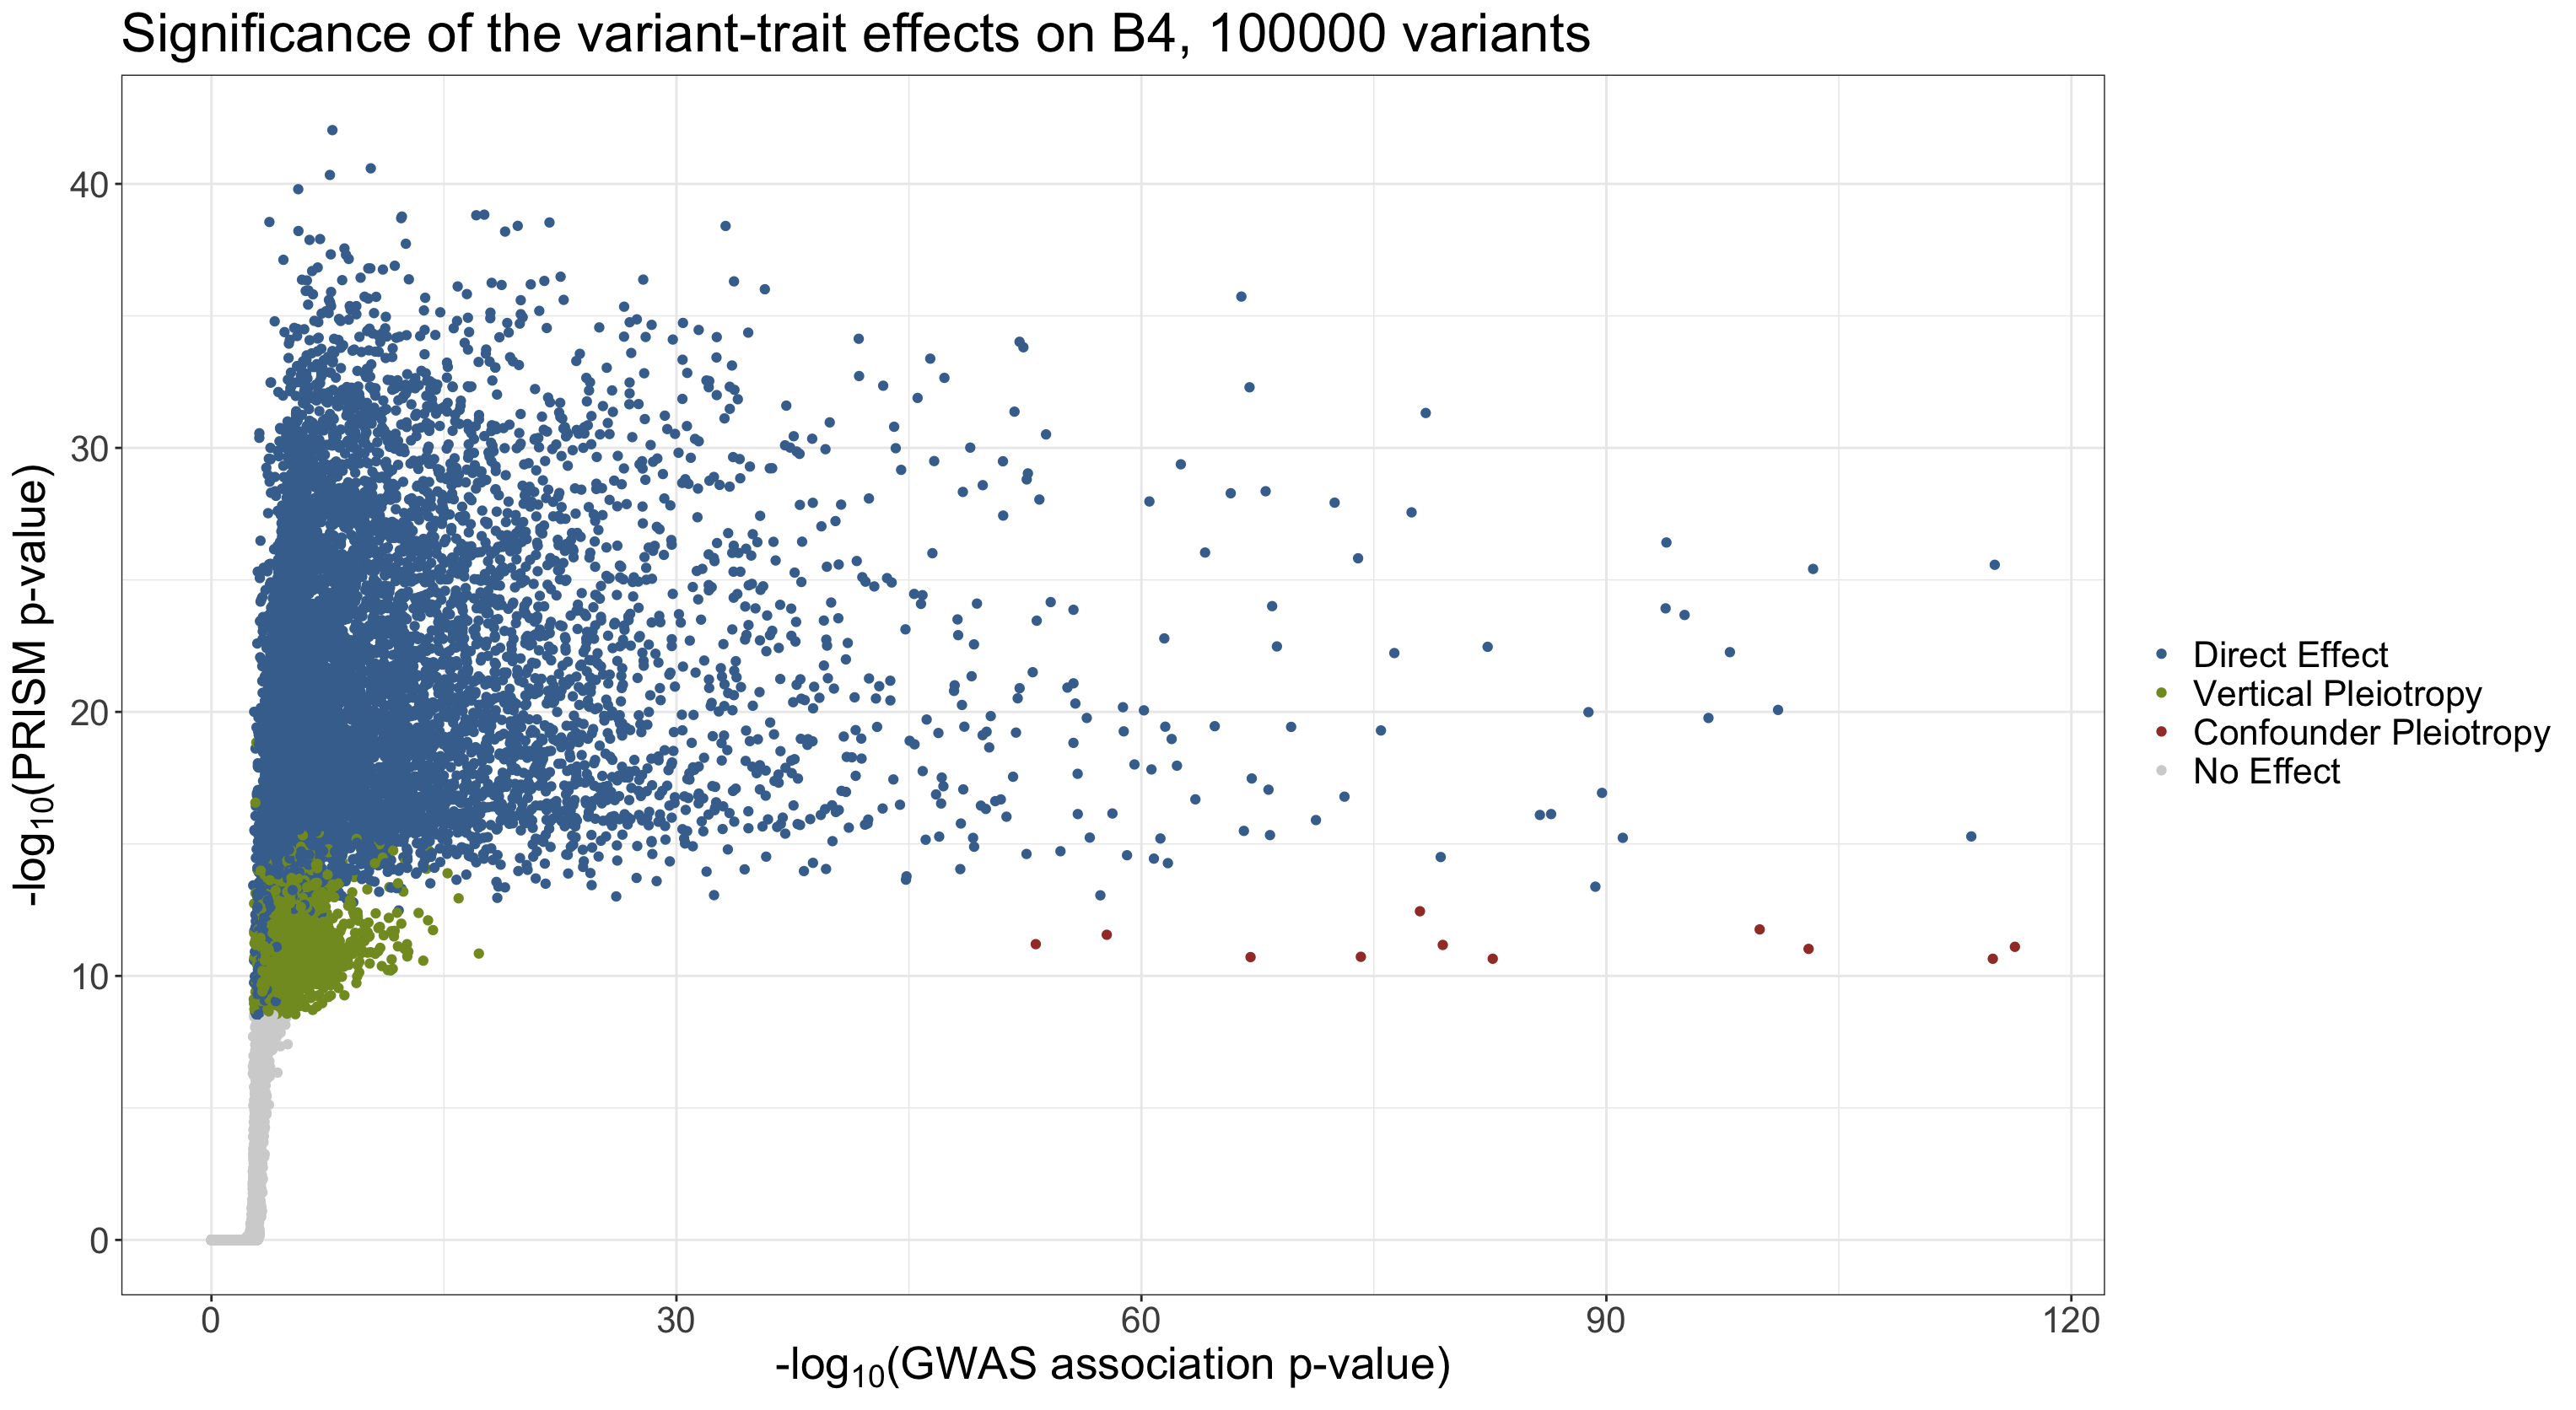 Significance of the variant-trait effects on B4, 100000 variants
-log10(PRISM p-value)
40
30
20
10
0
0 30 60 90 120
-log10(GWAS association p-value)
Direct Effect
Vertical Pleiotropy
Confounder Pleiotropy
No Effect